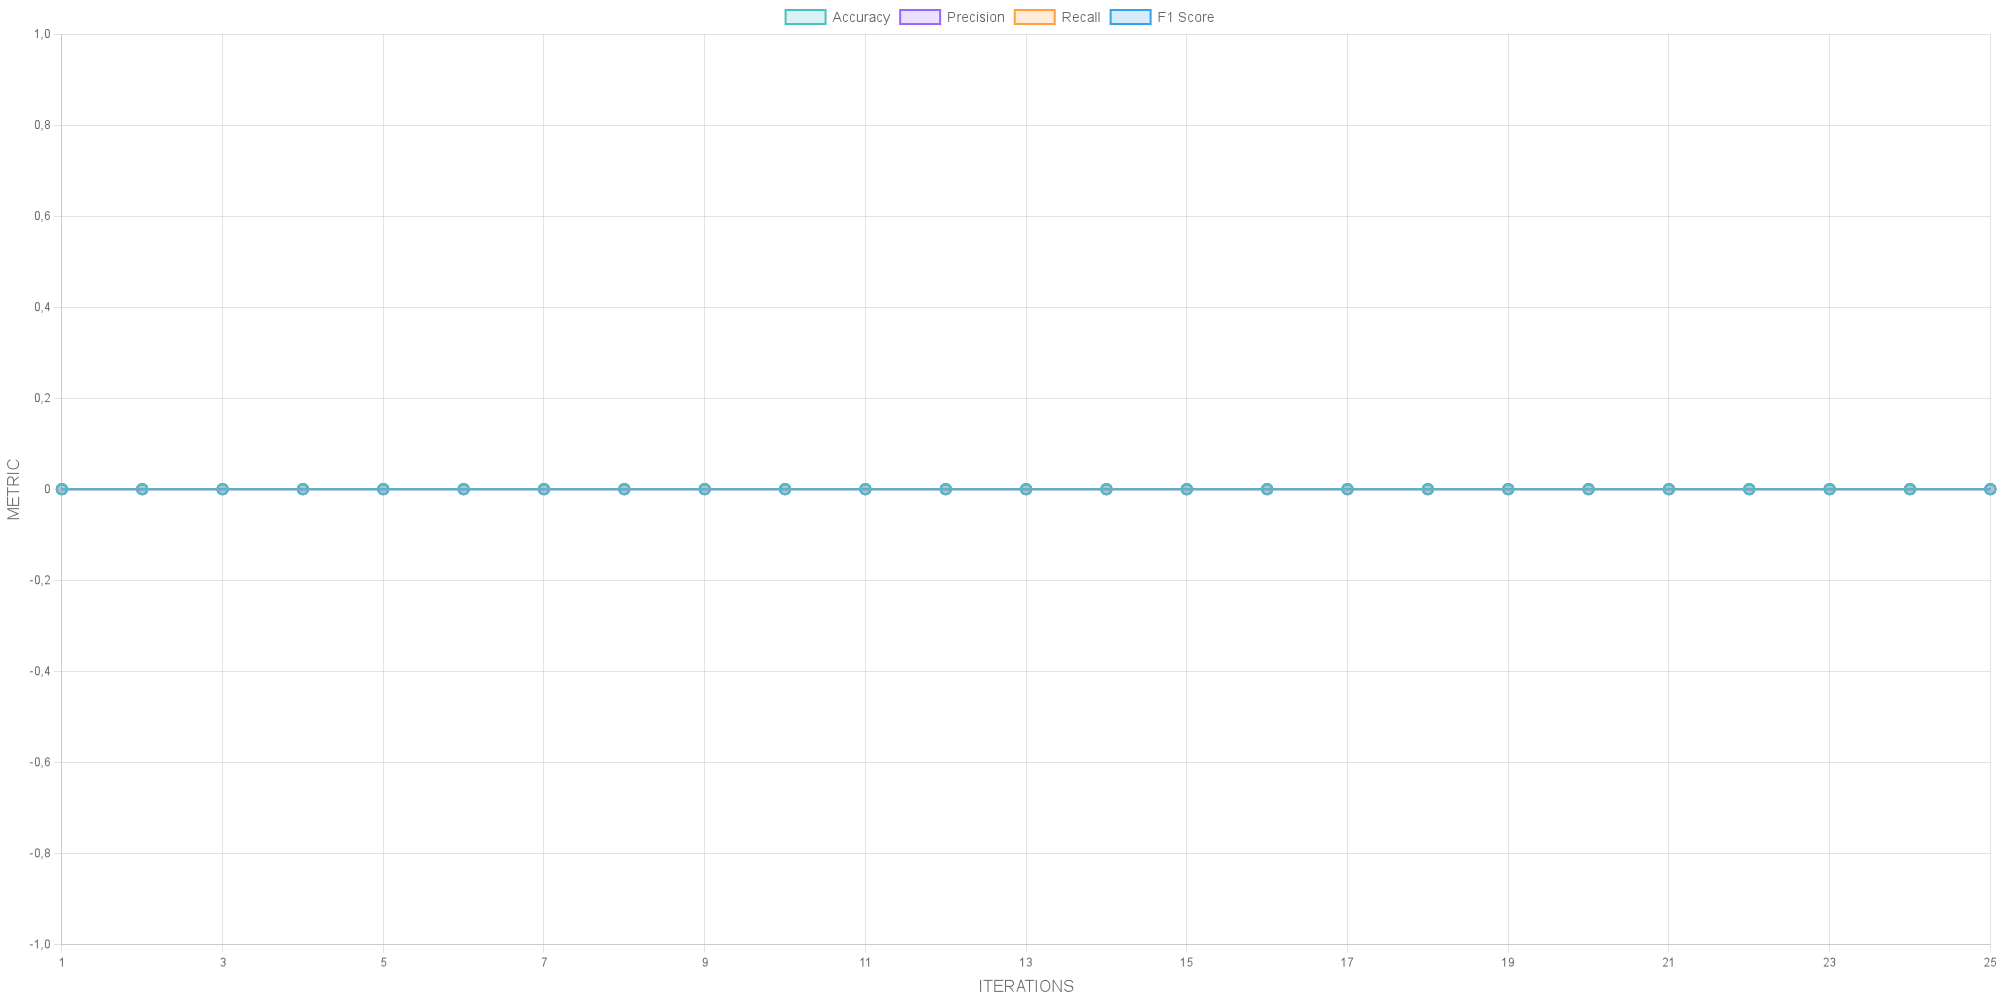 Accuracy Precision Recall F1 Score
1,0
0,8
0,6
0,4
0,2
0
-0,2
-0,4
-0,6
-0,8
-1,0
METRIC
1 3 5 7 9 11 13 15 17 19 21 23 25
ITERATIONS